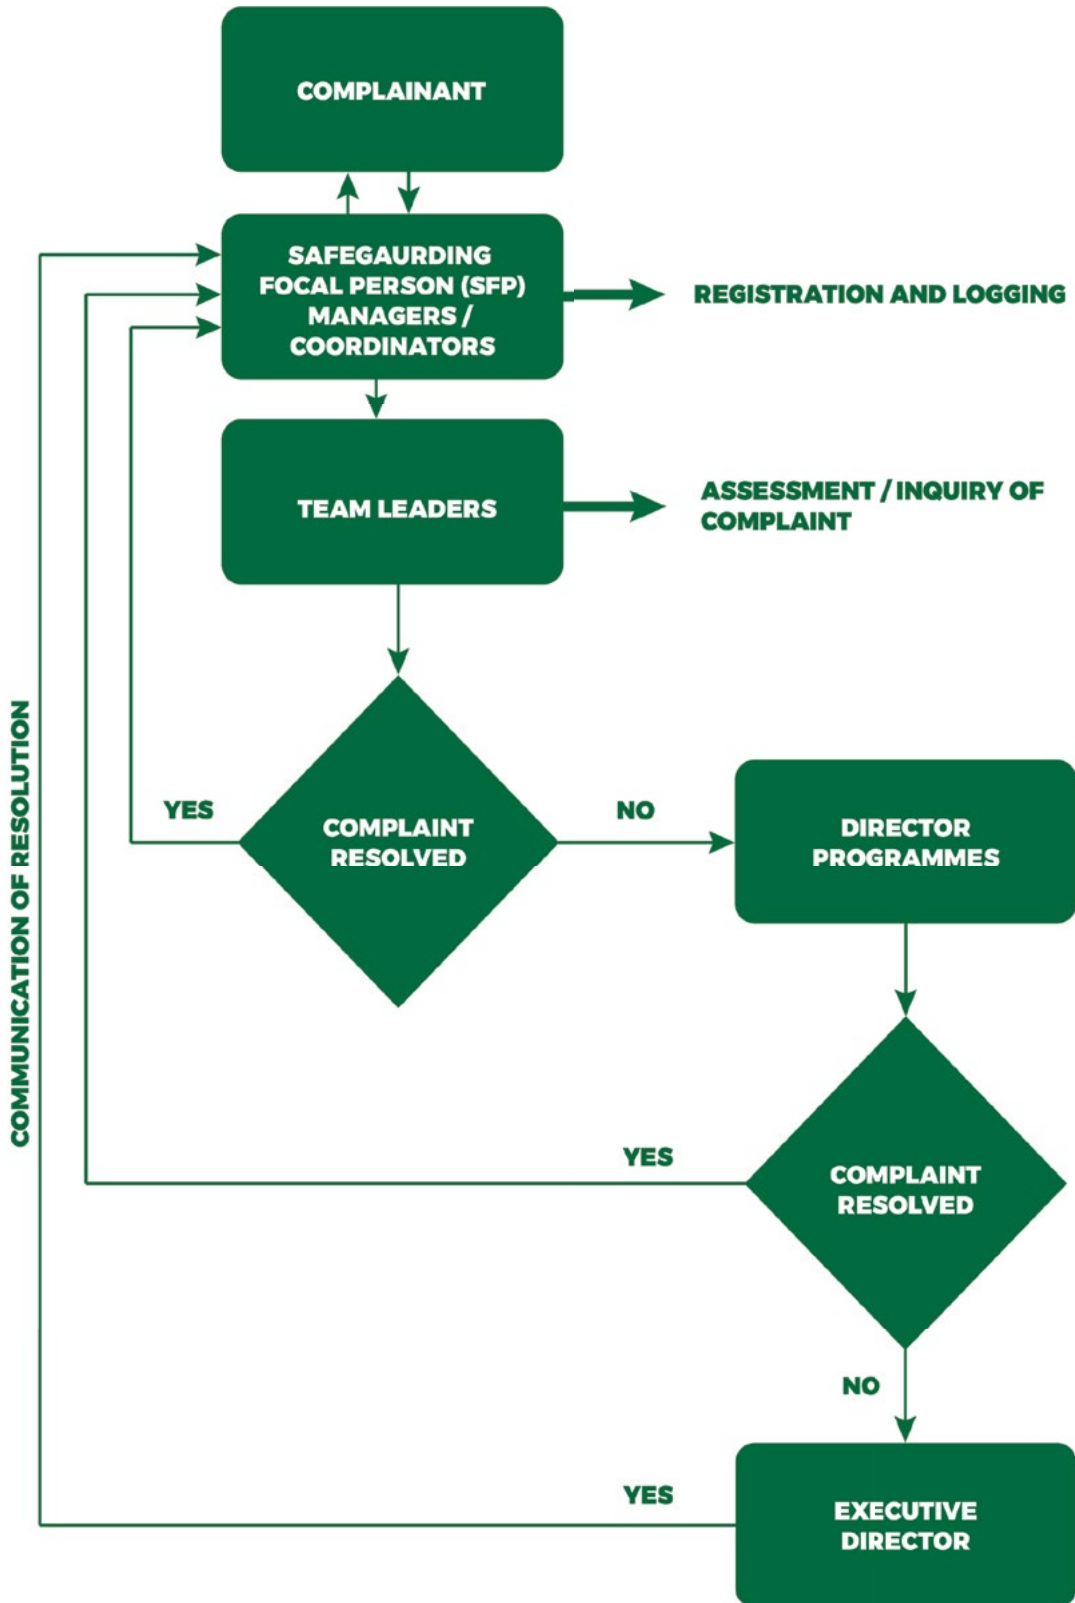 COMPLAINANT
SAFEGAURDING
FOCAL PERSON (SFP)
MANAGERS /
COORDINATORS
REGISTRATION AND LOGGING
TEAM LEADERS
ASSESSMENT / INQUIRY OF
COMPLAINT
COMMUNICATION OF RESOLUTION
YES
COMPLAINT
RESOLVED
NO
DIRECTOR
PROGRAMMES
YES
COMPLAINT
RESOLVED
NO
YES
EXECUTIVE
DIRECTOR